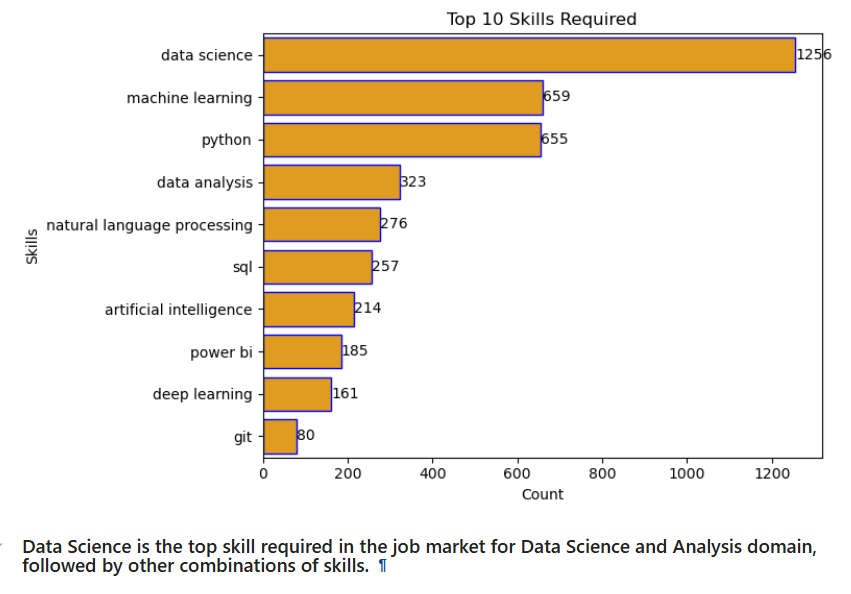 Top 10 Skills Required
data science 1256
machine learning 659
python 655
data analysis 323
natural language processing 276
sql 257
artificial intelligence 214
power bi 185
deep learning 161
git 80
Skills
0 200 400 600 800 1000 1200
Count
Data Science is the top skill required in the job market for Data Science and Analysis domain,
followed by other combinations of skills. ¶